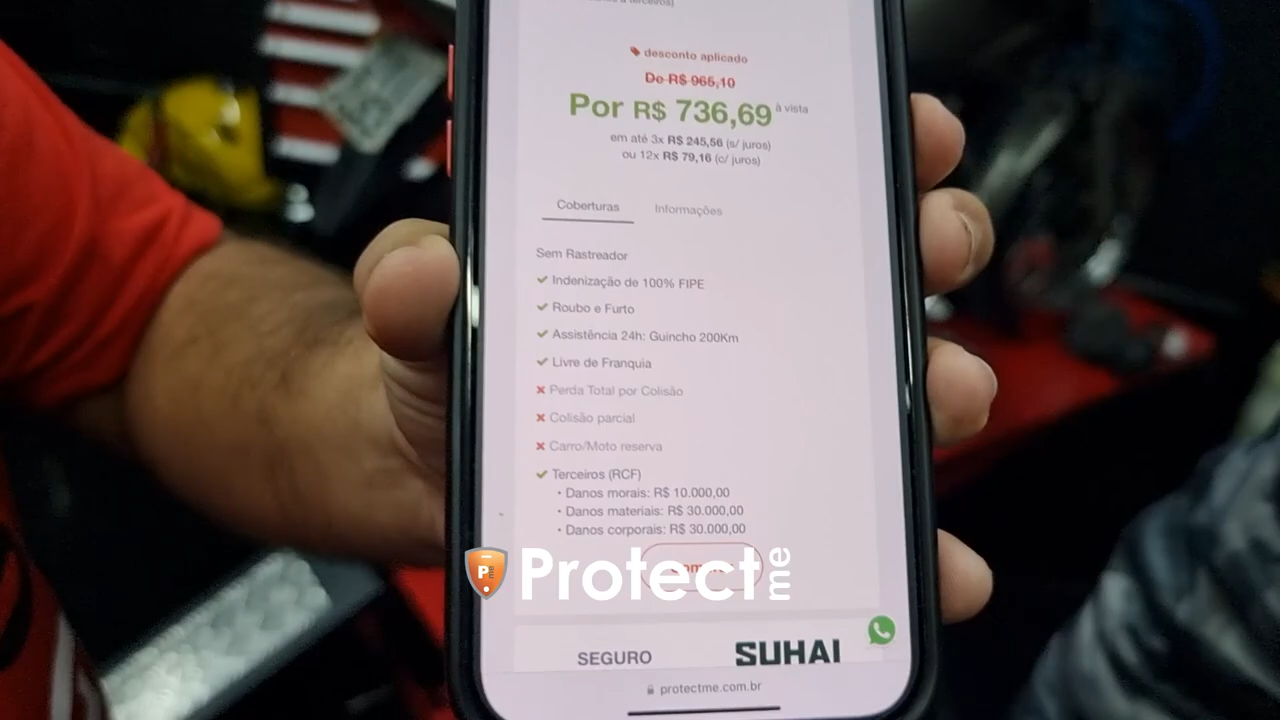 desconto aplicado
De R$ 965,10
Por R$ 736,69 à vista
em até 3x R$ 245,56 (s/ juros)
ou 12x R$ 79,16 (c/ juros)
Coberturas Informações
Sem Rastreador
Indenização de 100% FIPE
Roubo e Furto
Assistência 24h: Guincho 200Km
Livre de Franquia
Perda Total por Colisão
Colisão parcial
Carro/Moto reserva
Terceiros (RCF)
• Danos morais: R$ 10.000,00
• Danos materiais: R$ 30.000,00
• Danos corporais: R$ 30.000,00
Protect me
SEGURO SUHAI
protectme.com.br